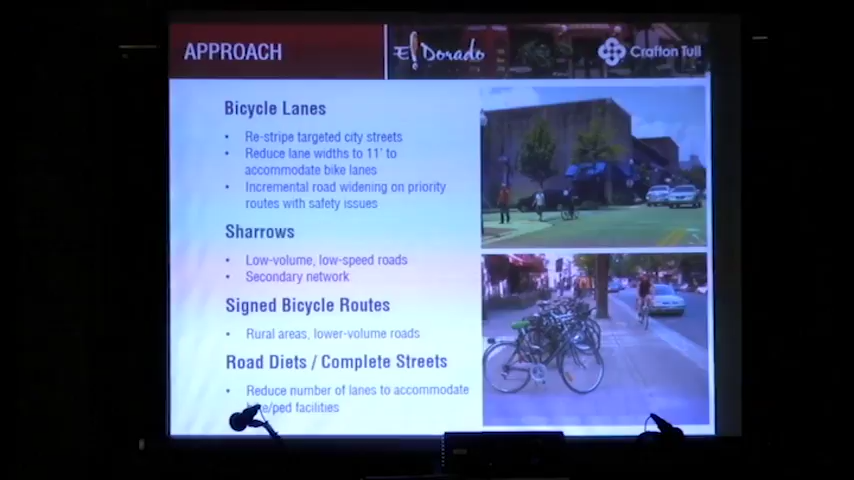 APPROACH
El Dorado
Crafton Tull
Bicycle Lanes
• Re-stripe targeted city streets
• Reduce lane widths to 11' to
accommodate bike lanes
• Incremental road widening on priority
routes with safety issues
Sharrows
• Low-volume, low-speed roads
• Secondary network
Signed Bicycle Routes
• Rural areas, lower-volume roads
Road Diets / Complete Streets
• Reduce number of lanes to accommodate
bike/ped facilities